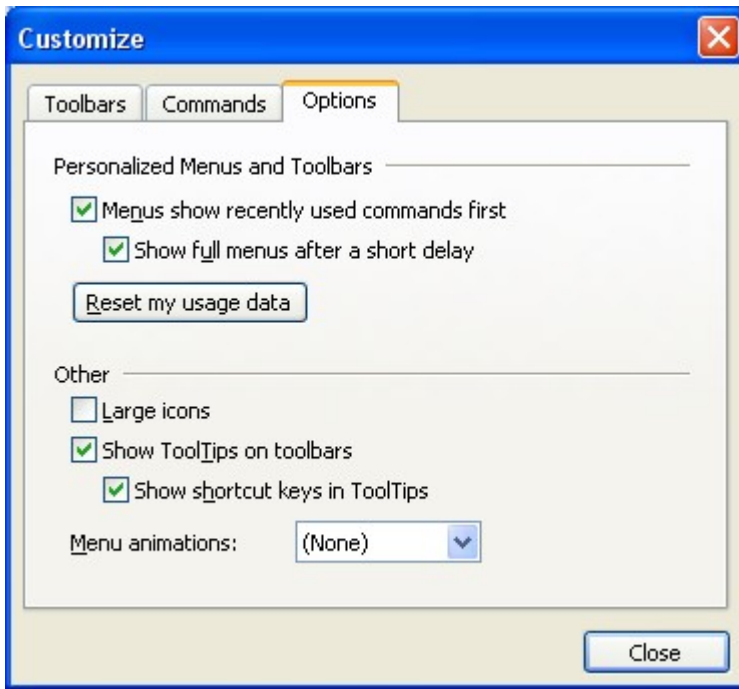 Customize
Toolbars Commands Options
Personalized Menus and Toolbars
Menus show recently used commands first
Show full menus after a short delay
Reset my usage data
Other
Large icons
Show ToolTips on toolbars
Show shortcut keys in ToolTips
Menu animations: (None)
Close